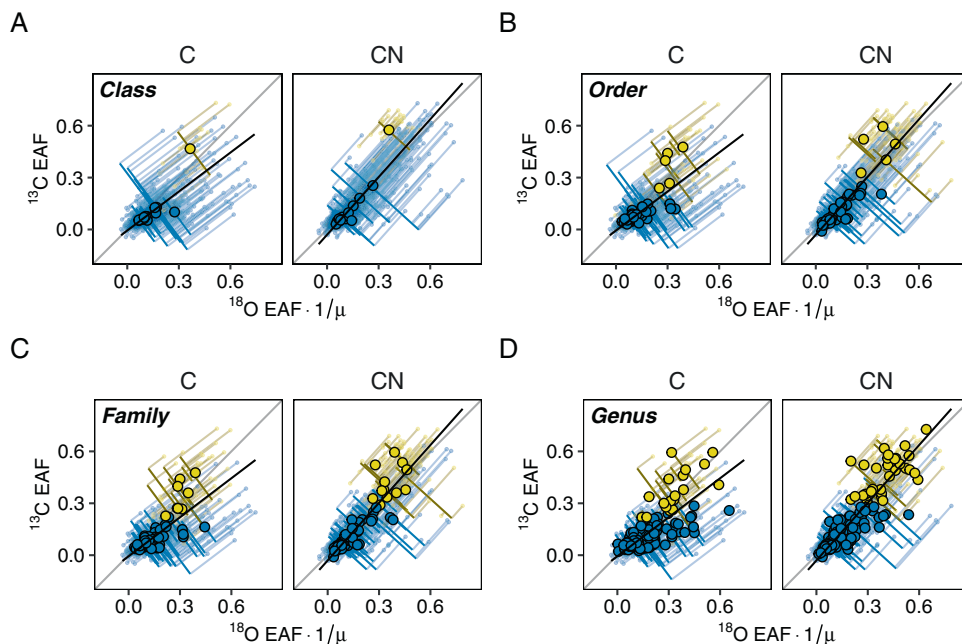 A
B
C
CN
C
CN
Class
Order
¹³C EAF
0.6
0.3
0.0
¹³C EAF
0.6
0.3
0.0
0.0 0.3 0.6
0.0 0.3 0.6
0.0 0.3 0.6
0.0 0.3 0.6
¹⁸O EAF · 1/μ
¹⁸O EAF · 1/μ
C
D
C
CN
C
CN
Family
Genus
¹³C EAF
0.6
0.3
0.0
¹³C EAF
0.6
0.3
0.0
0.0 0.3 0.6
0.0 0.3 0.6
0.0 0.3 0.6
0.0 0.3 0.6
¹⁸O EAF · 1/μ
¹⁸O EAF · 1/μ